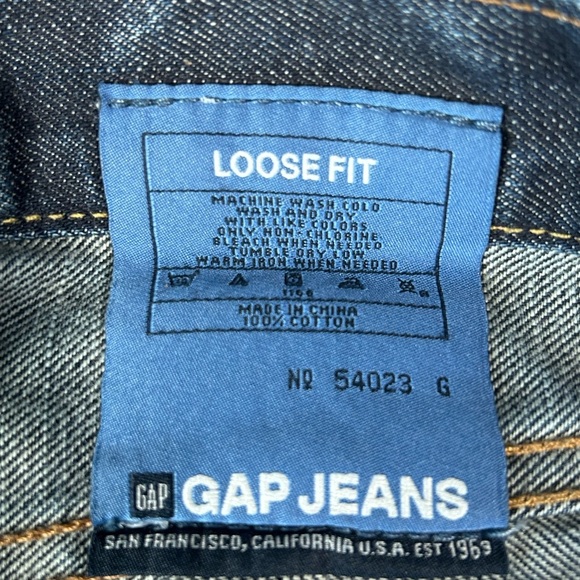 LOOSE FIT
MACHINE WASH COLD
WASH AND DRY
WITH LIKE COLORS
ONLY NON-CHLORINE
BLEACH WHEN NEEDED
TUMBLE DRY LOW
WARM IRON WHEN NEEDED
MADE IN CHINA
100% COTTON
Nº 54023 G
GAP GAP JEANS
SAN FRANCISCO, CALIFORNIA U.S.A. EST 1969